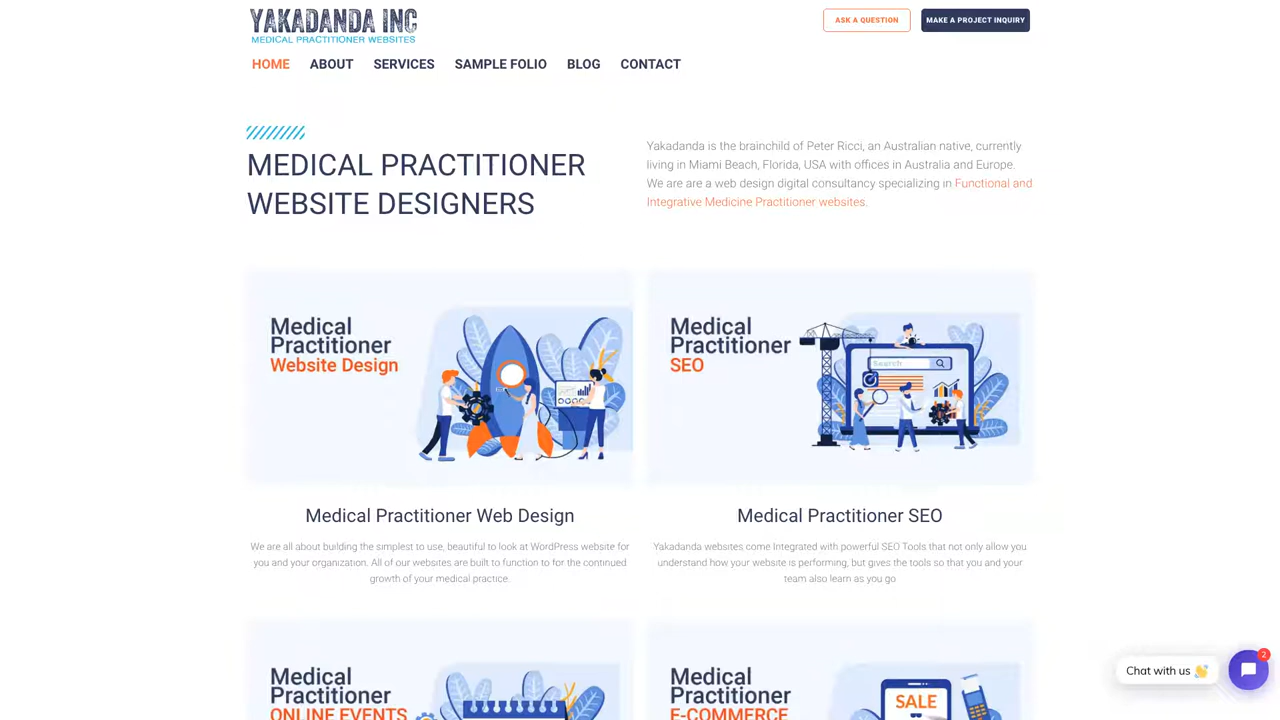 YAKADANDA INC
MEDICAL PRACTITIONER WEBSITES
ASK A QUESTION
MAKE A PROJECT INQUIRY
HOME
ABOUT
SERVICES
SAMPLE FOLIO
BLOG
CONTACT
MEDICAL PRACTITIONER
WEBSITE DESIGNERS
Yakadanda is the brainchild of Peter Ricci, an Australian native, currently
living in Miami Beach, Florida, USA with offices in Australia and Europe.
We are are a web design digital consultancy specializing in Functional and
Integrative Medicine Practitioner websites.
Medical
Practitioner
Website Design
Medical
Practitioner
SEO
Search
Medical Practitioner Web Design
We are all about building the simplest to use, beautiful to look at WordPress website for
you and your organization. All of our websites are built to function to for the continued
growth of your medical practice.
Medical Practitioner SEO
Yakadanda websites come Integrated with powerful SEO Tools that not only allow you
understand how your website is performing, but gives the tools so that you and your
team also learn as you go
Medical
Practitioner
ONLINE EVENTS
Medical
Practitioner
E-COMMERCE
SALE
Chat with us 👋
2